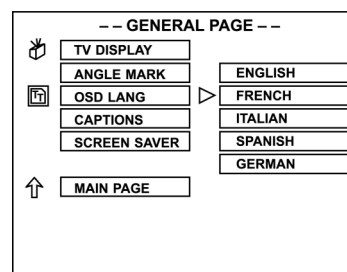 -- GENERAL PAGE --
TV DISPLAY
ANGLE MARK
OSD LANG
CAPTIONS
SCREEN SAVER
MAIN PAGE
ENGLISH
FRENCH
ITALIAN
SPANISH
GERMAN